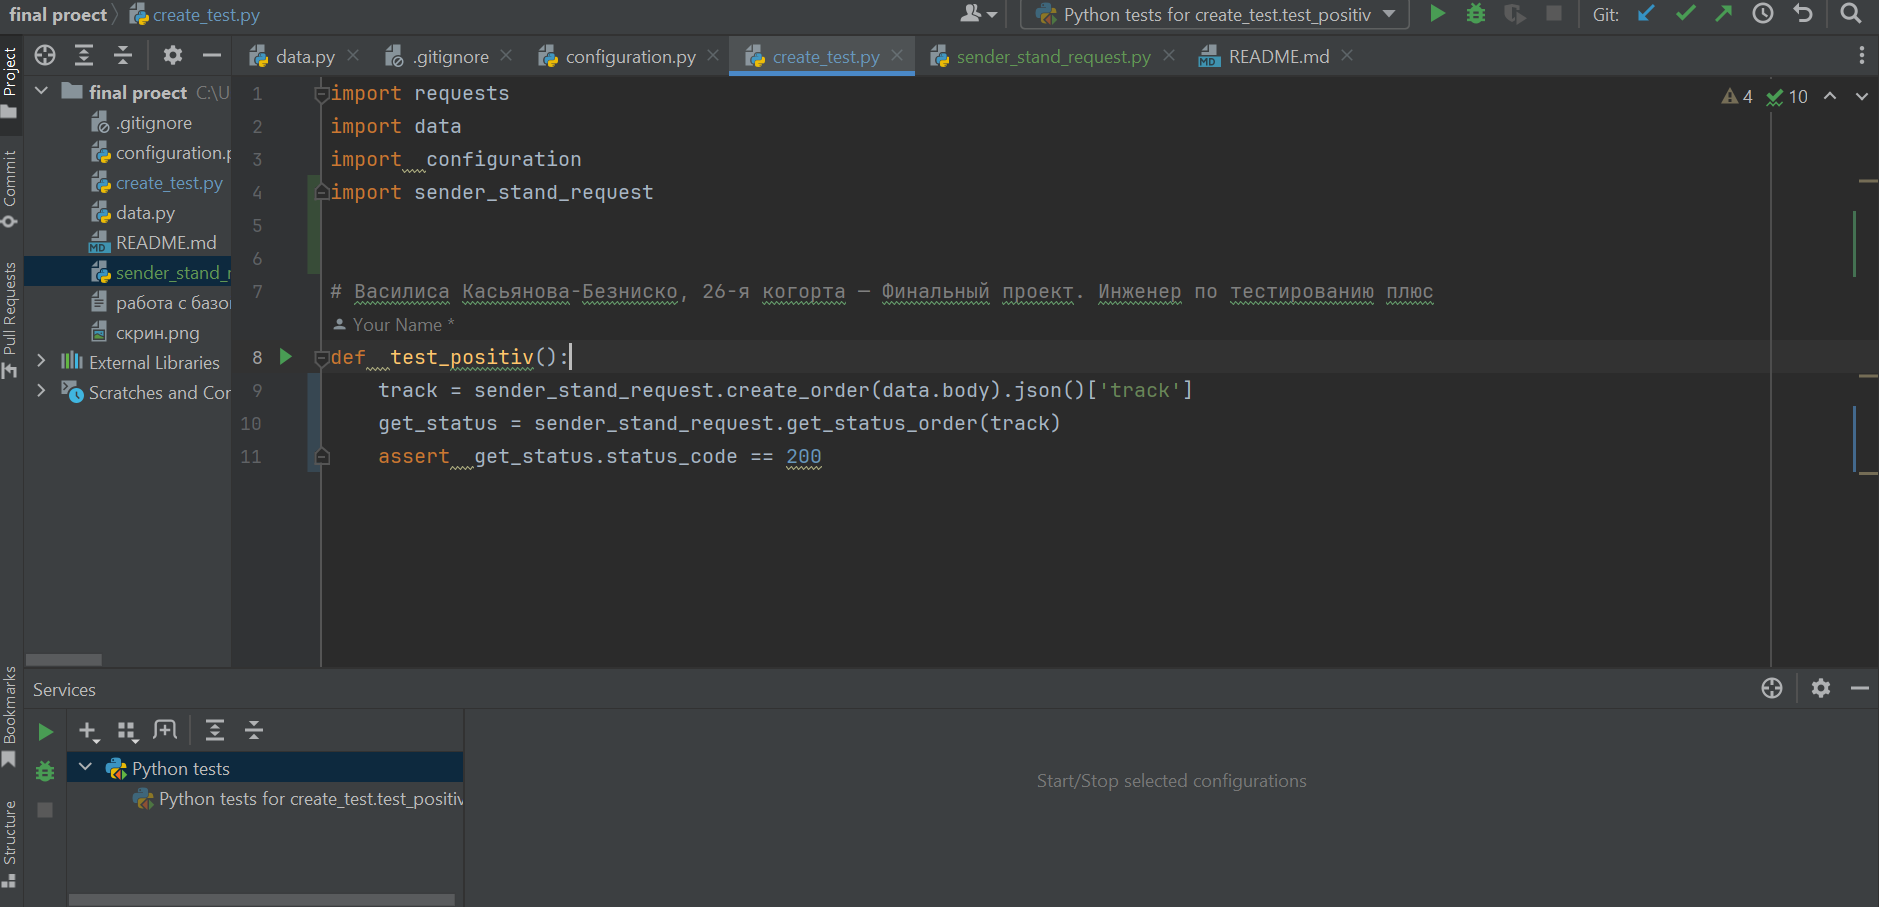 final proect create_test.py
Python tests for create_test.test_positiv
Git:
Project
Commit
Pull Requests
Bookmarks
Structure
data.py
.gitignore
configuration.py
create_test.py
sender_stand_request.py
README.md
final proect C:\U
.gitignore
configuration.p
create_test.py
data.py
README.md
sender_stand_r
работа с базо
скрин.png
External Libraries
Scratches and Cor
4 10
1 import requests
2 import data
3 import  configuration
4 import sender_stand_request
5
6
7 # Василиса Касьянова-Безниско, 26-я когорта — Финальный проект. Инженер по тестированию плюс
Your Name *
8 def  test_positiv():
9 track = sender_stand_request.create_order(data.body).json()['track']
10 get_status = sender_stand_request.get_status_order(track)
11 assert  get_status.status_code == 200
Services
Python tests
Python tests for create_test.test_positiv
Start/Stop selected configurations